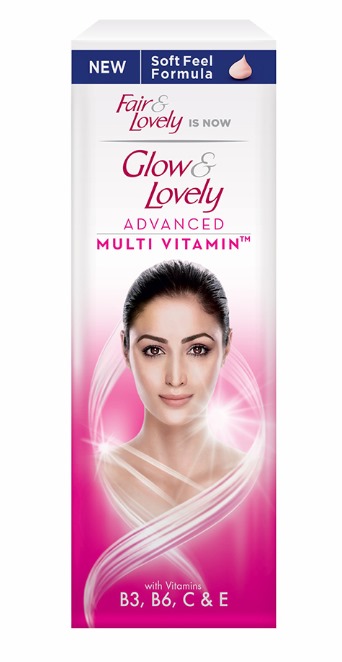 NEW
Soft Feel
Formula
Fair &
Lovely IS NOW
Glow &
Lovely
ADVANCED
MULTI VITAMIN™
with Vitamins
B3, B6, C & E